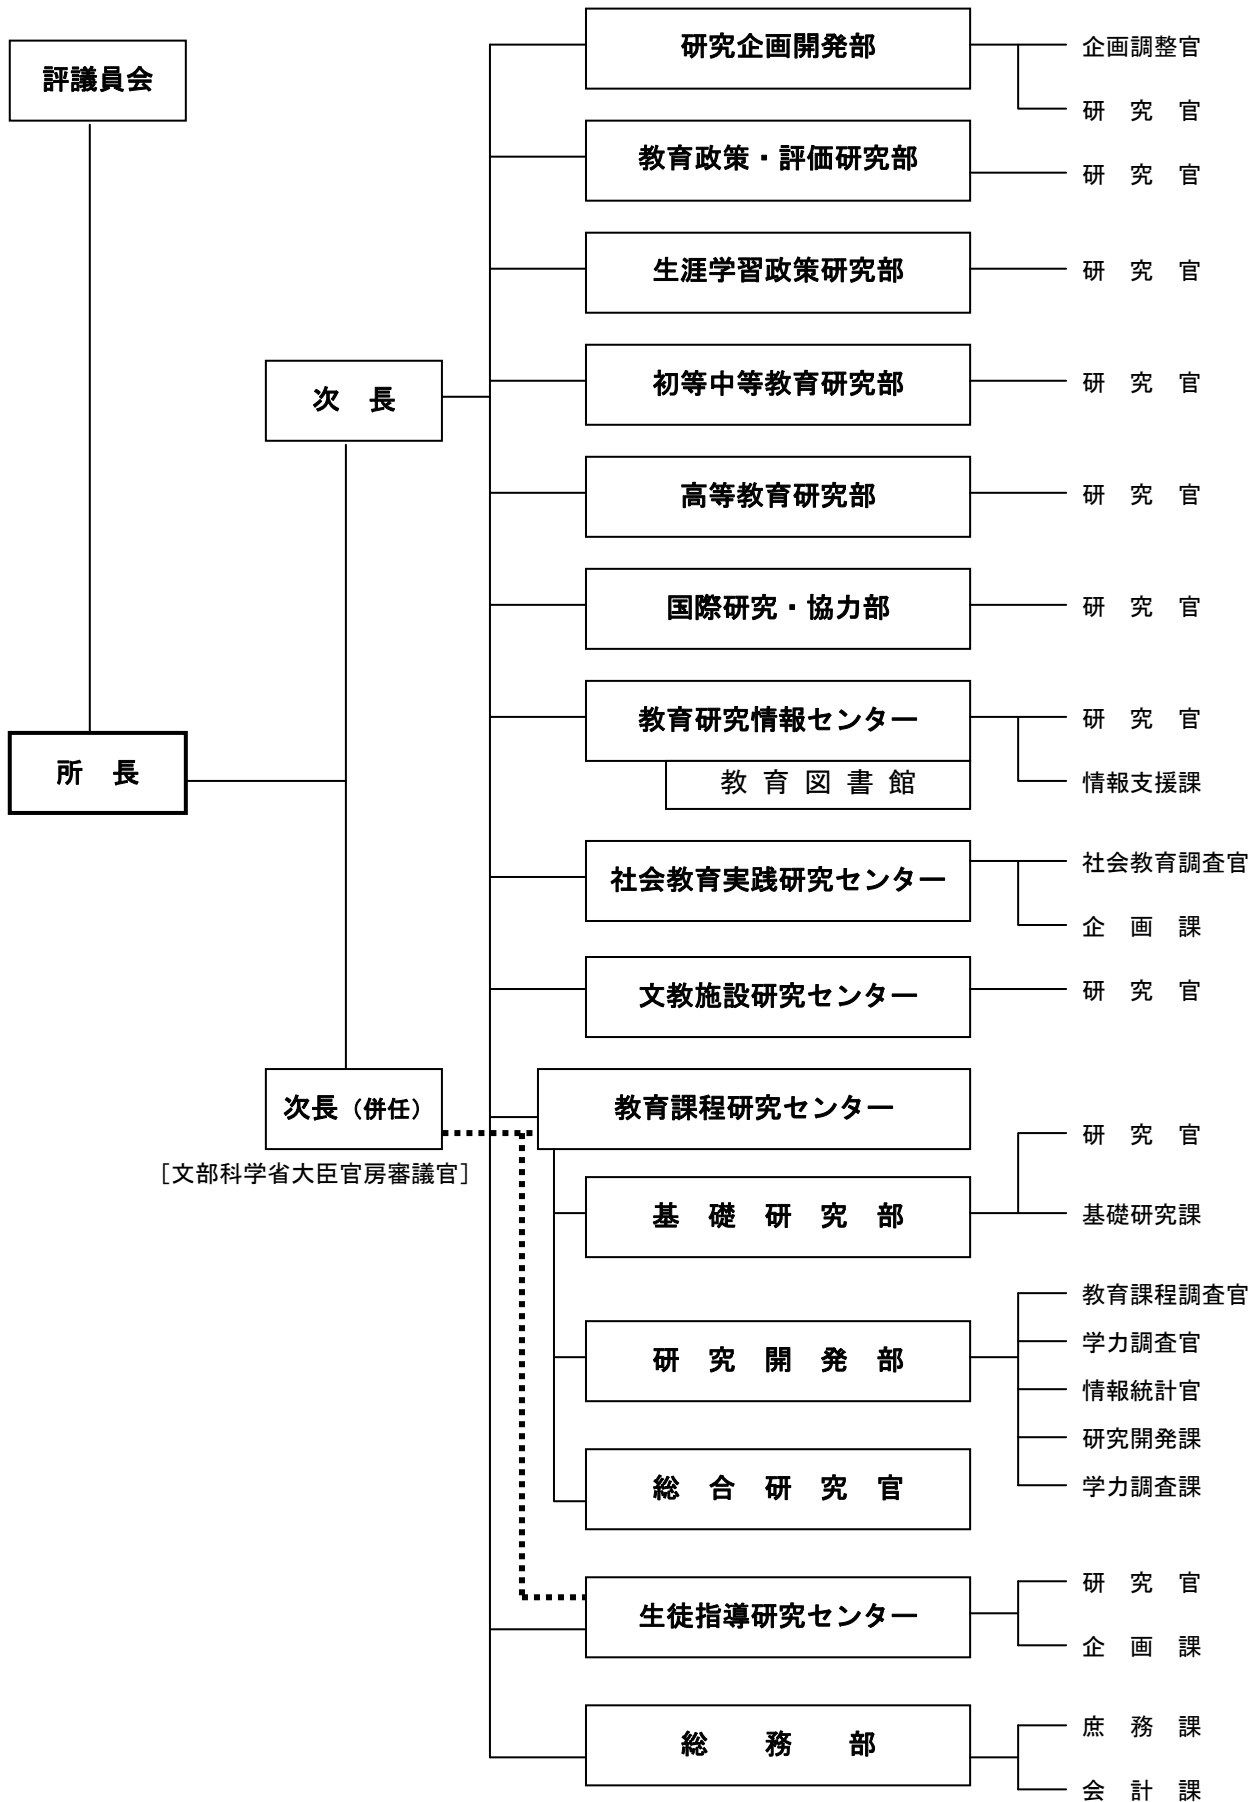 評議員会
所　長
次　長
次長（併任）
［文部科学省大臣官房審議官］
研究企画開発部
企画調整官
研　究　官
教育政策・評価研究部
研　究　官
生涯学習政策研究部
研　究　官
初等中等教育研究部
研　究　官
高等教育研究部
研　究　官
国際研究・協力部
研　究　官
教育研究情報センター
教 育 図 書 館
研　究　官
情報支援課
社会教育実践研究センター
社会教育調査官
企　画　課
文教施設研究センター
研　究　官
教育課程研究センター
基　礎　研　究　部
研　究　官
基礎研究課
研　究　開　発　部
教育課程調査官
学力調査官
情報統計官
研究開発課
学力調査課
総　合　研　究　官
生徒指導研究センター
研　究　官
企　画　課
総　　務　　部
庶　務　課
会　計　課